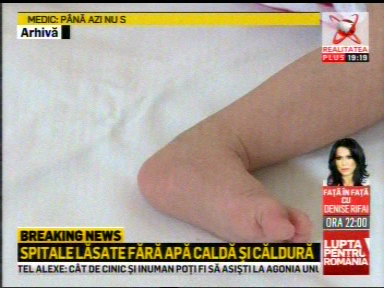 MEDIC: PÂNĂ AZI NU S
Arhivă
REALITATEA
PLUS 19:19
FAȚĂ ÎN FAȚĂ
CU
DENISE RIFAI
ORA 22:00
BREAKING NEWS
SPITALE LĂSATE FĂRĂ APĂ CALDĂ ȘI CĂLDURĂ
TEL ALEXE: CÂT DE CINIC ȘI INUMAN POȚI FI SĂ ASIȘTI LA AGONIA UNU
LUPTA
PENTRU
ROMÂNIA